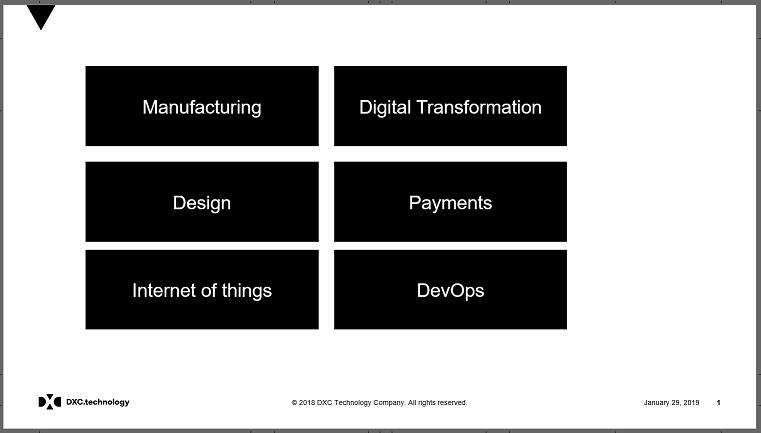 Manufacturing
Digital Transformation
Design
Payments
Internet of things
DevOps
DXC.technology
© 2018 DXC Technology Company. All rights reserved.
January 29, 2019
1